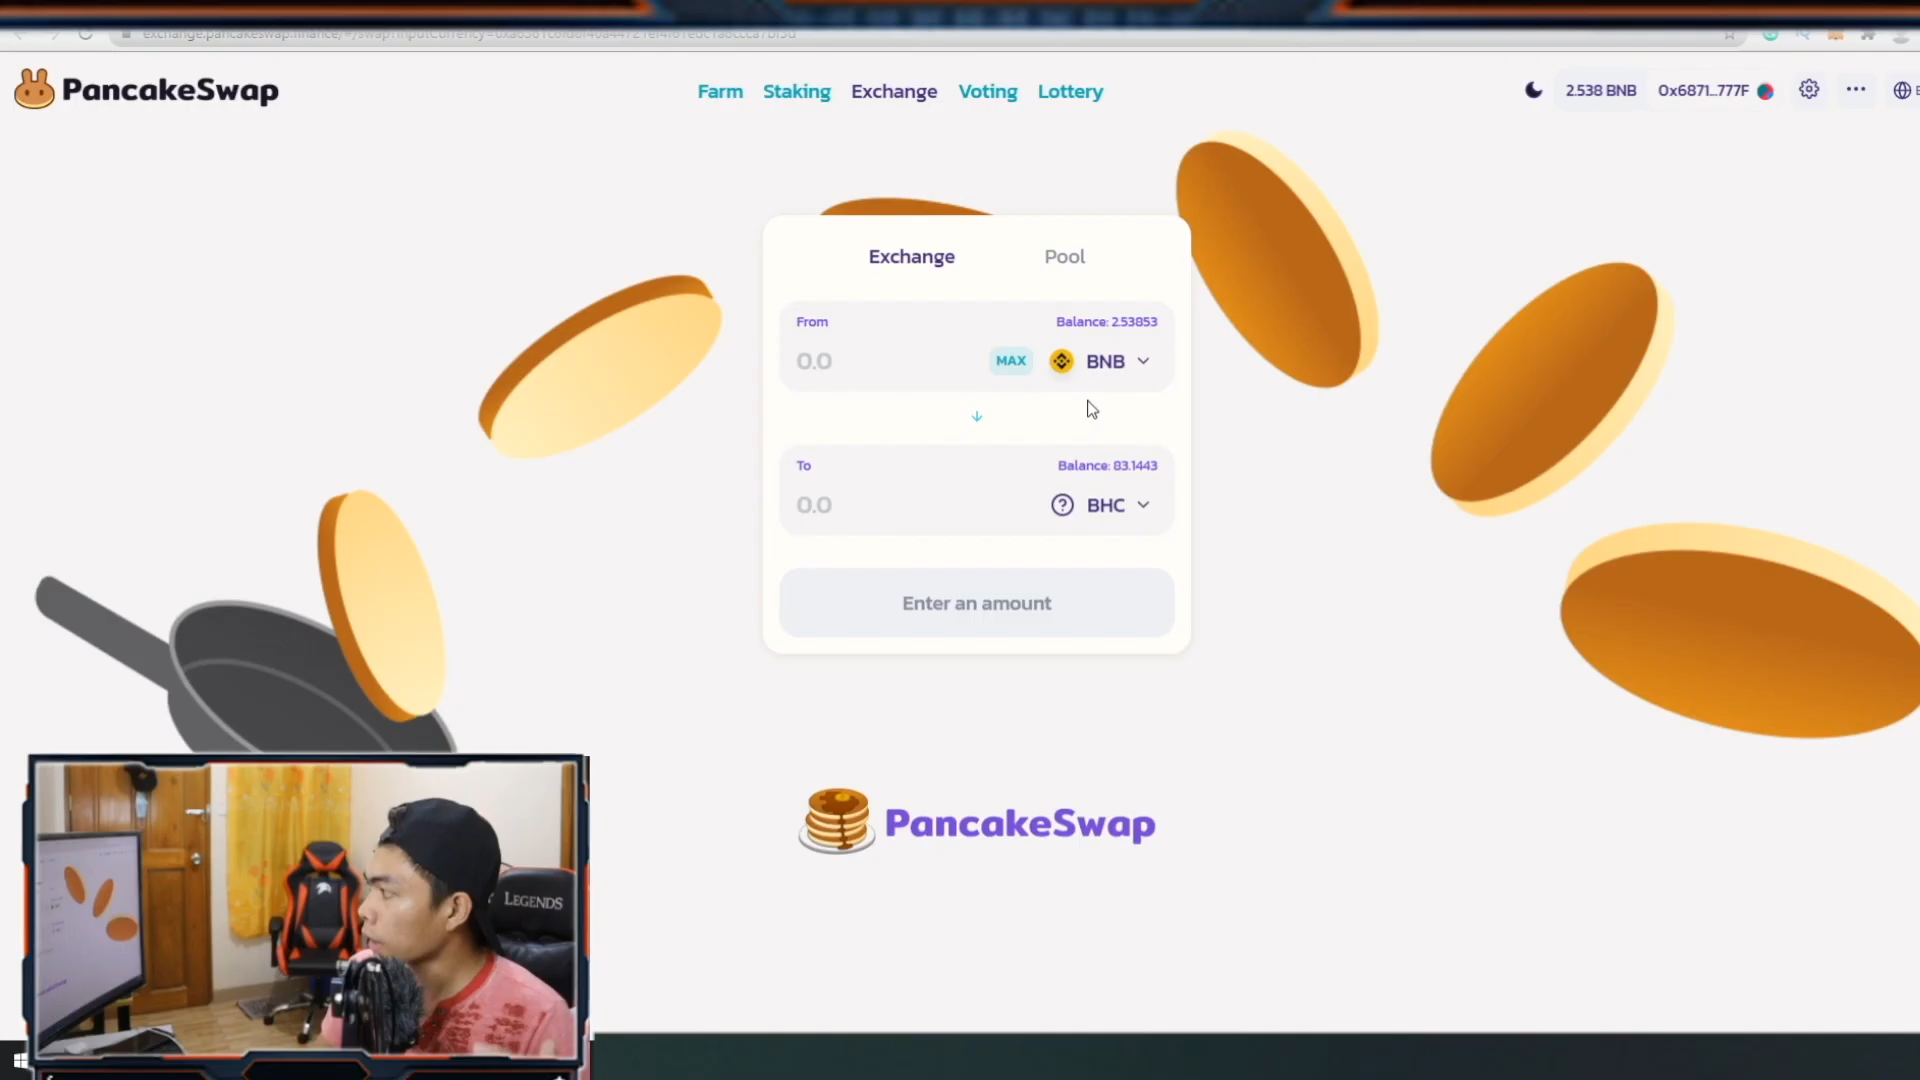 PancakeSwap
Farm Staking Exchange Voting Lottery
2.538 BNB 0x6871...777F
Exchange Pool
From Balance: 2.53853
0.0 MAX BNB
To Balance: 83.1443
0.0 BHC
Enter an amount
PancakeSwap
LEGENDS